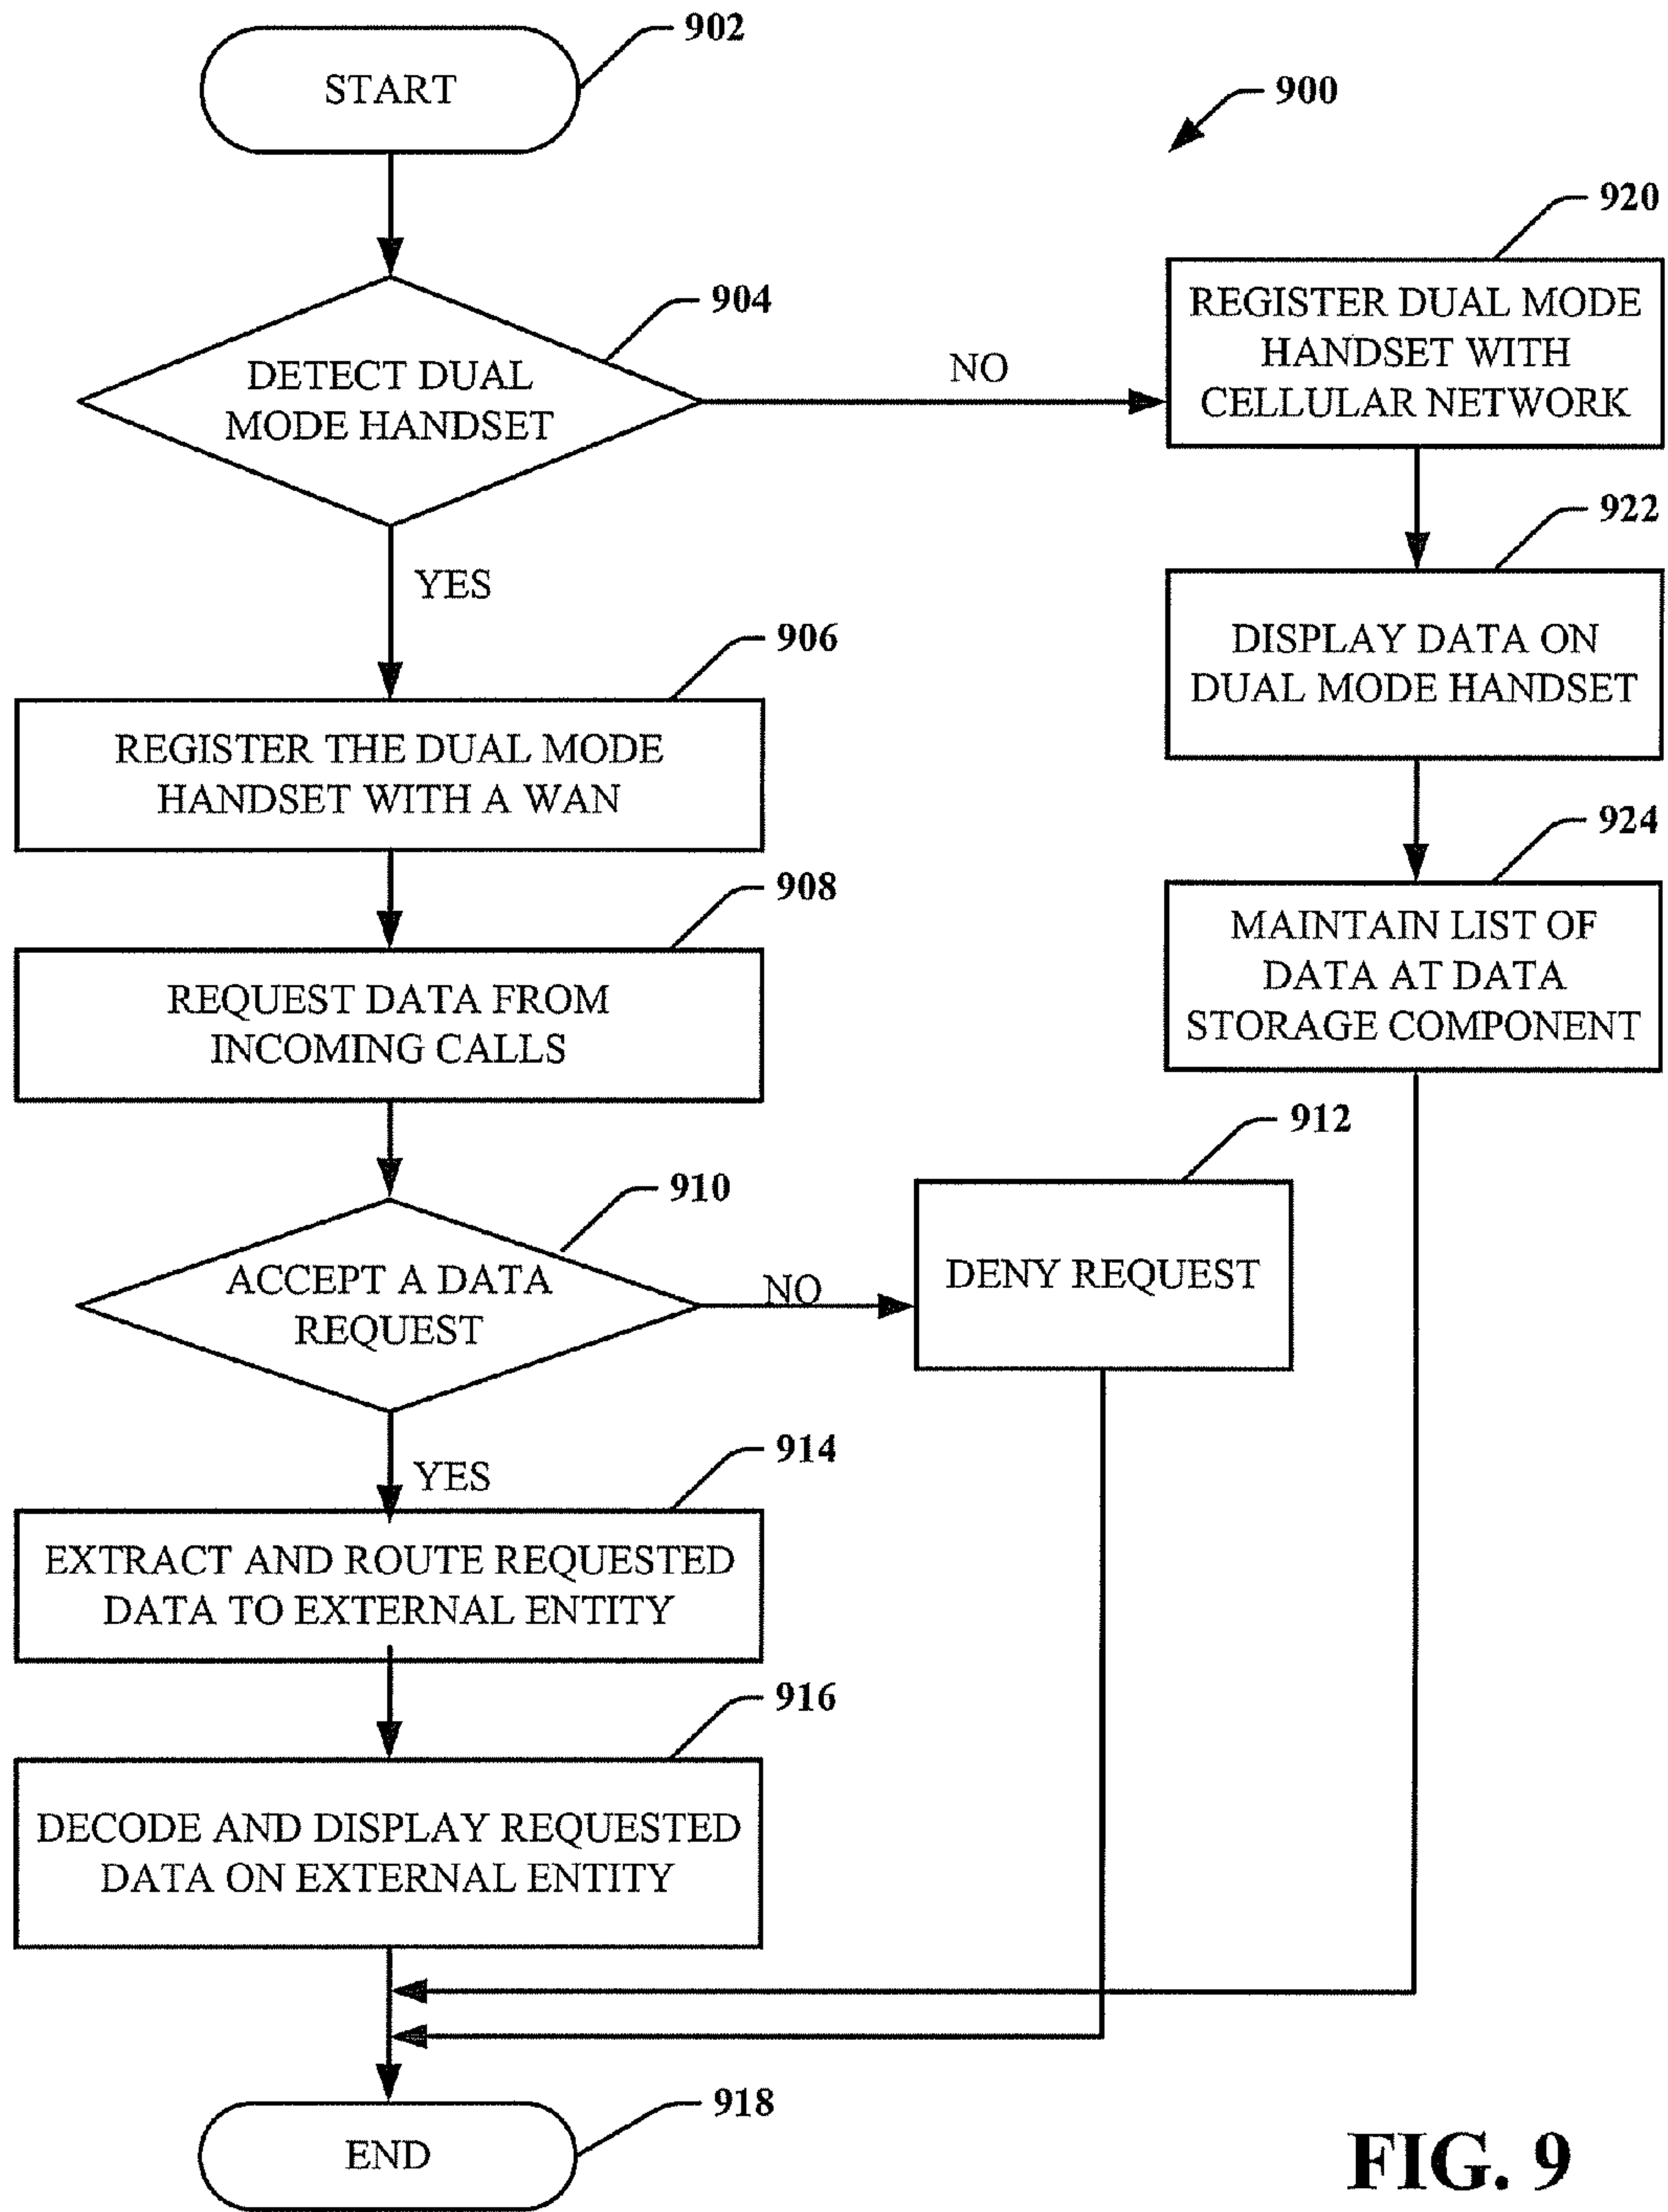 902
START
900
904
DETECT DUAL
MODE HANDSET
NO
920
REGISTER DUAL MODE
HANDSET WITH
CELLULAR NETWORK
YES
922
DISPLAY DATA ON
DUAL MODE HANDSET
906
REGISTER THE DUAL MODE
HANDSET WITH A WAN
924
MAINTAIN LIST OF
DATA AT DATA
STORAGE COMPONENT
908
REQUEST DATA FROM
INCOMING CALLS
910
ACCEPT A DATA
REQUEST
NO
912
DENY REQUEST
YES
914
EXTRACT AND ROUTE REQUESTED
DATA TO EXTERNAL ENTITY
916
DECODE AND DISPLAY REQUESTED
DATA ON EXTERNAL ENTITY
918
END
FIG. 9